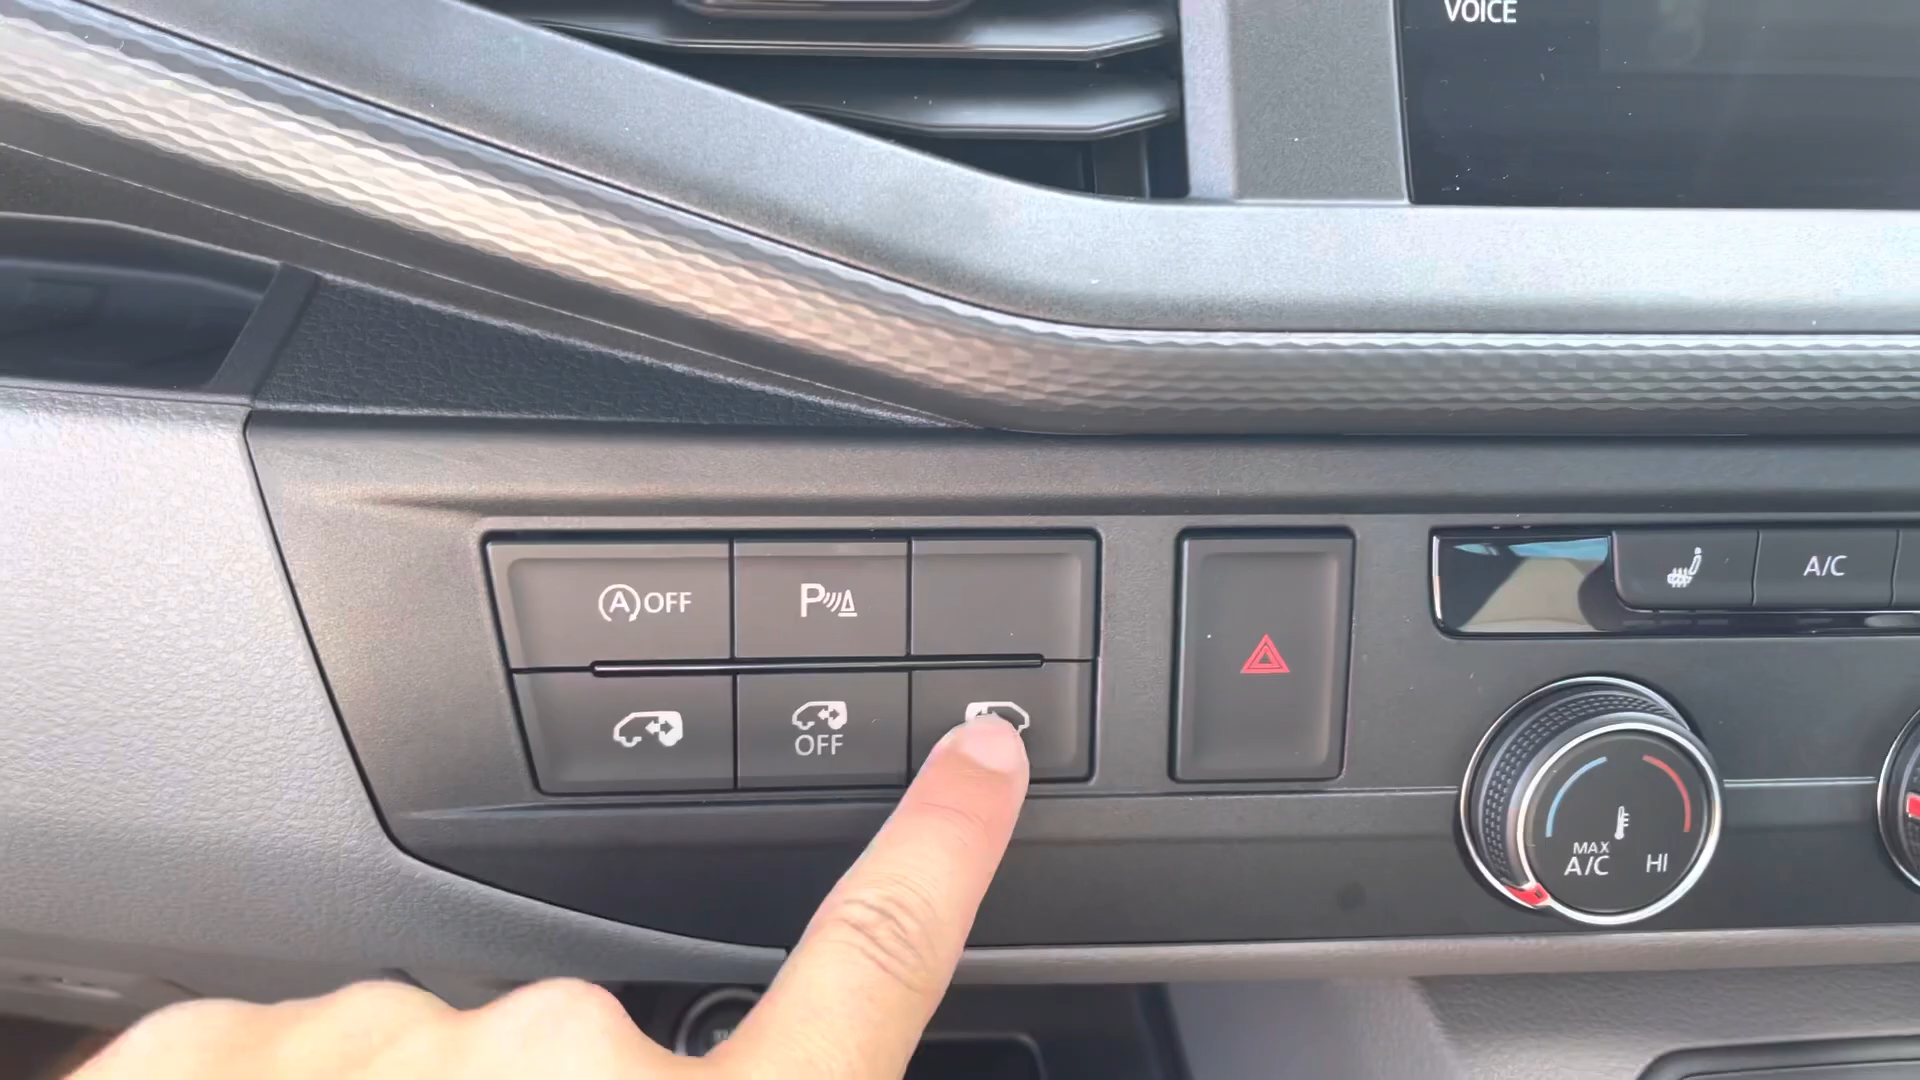 VOICE
A OFF
P
A/C
OFF
MAX
A/C
HI